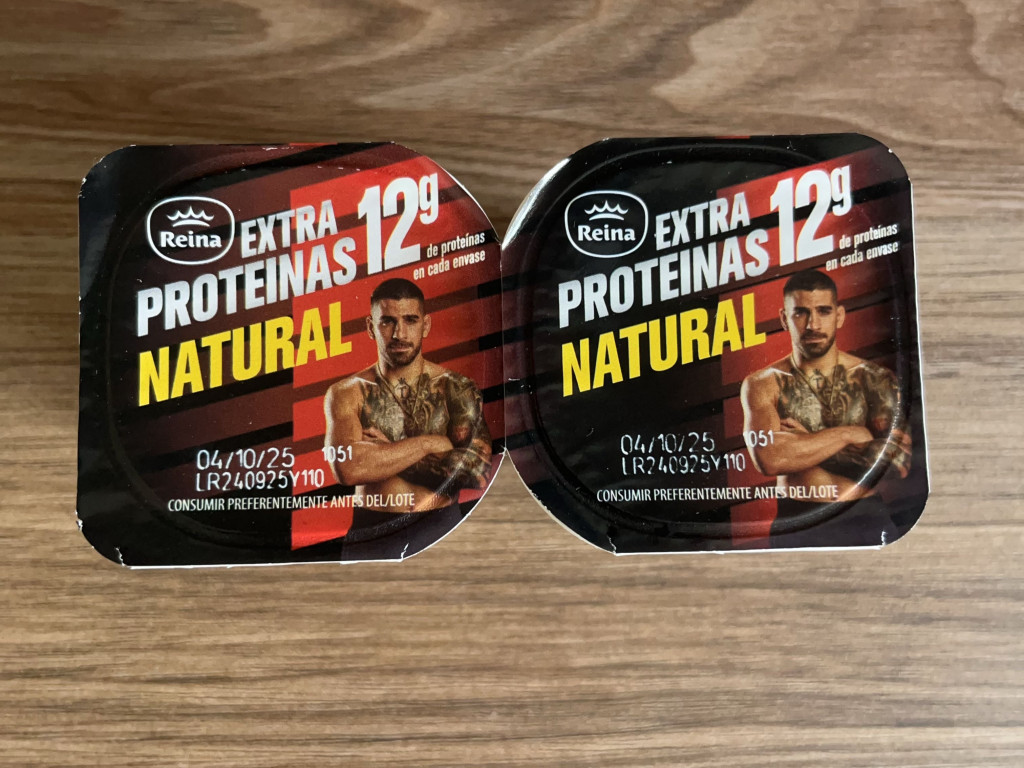 Reina
EXTRA
PROTEINAS
12g
de proteínas
en cada envase
NATURAL
04/10/25 1051
LR240925Y110
CONSUMIR PREFERENTEMENTE ANTES DEL/LOTE
Reina
EXTRA
PROTEINAS
12g
de proteínas
en cada envase
NATURAL
04/10/25 1051
LR240925Y110
CONSUMIR PREFERENTEMENTE ANTES DEL/LOTE